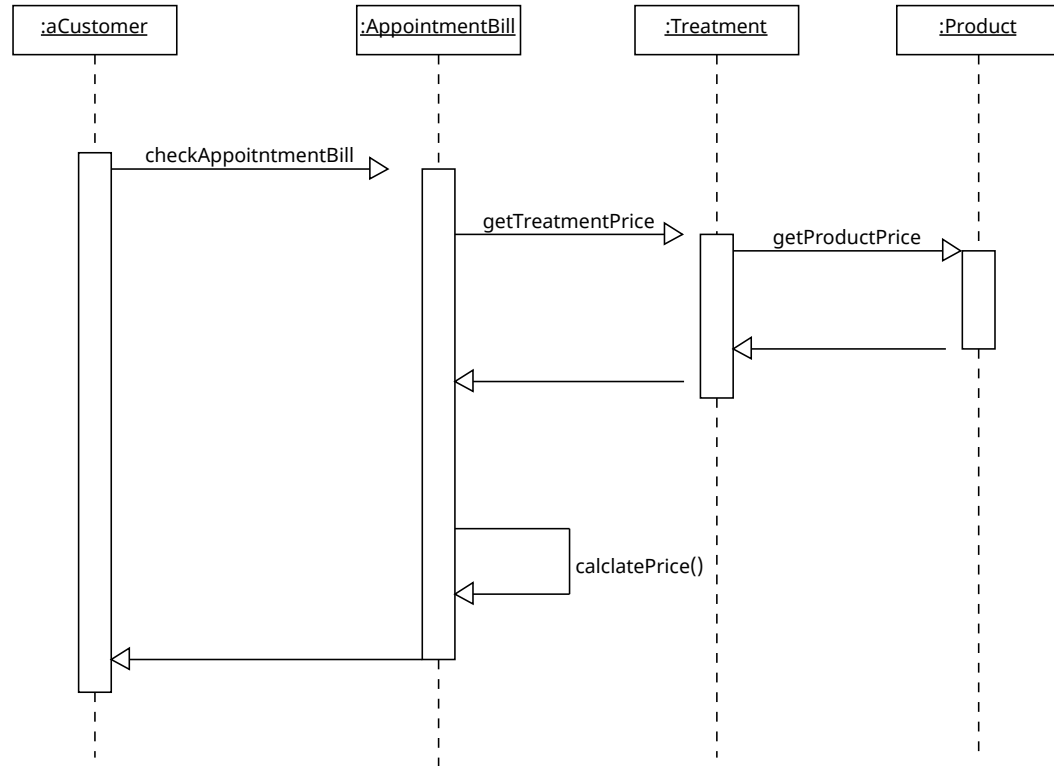 :aCustomer
:AppointmentBill
:Treatment
:Product
checkAppoitntmentBill
getTreatmentPrice
getProductPrice
calclatePrice()